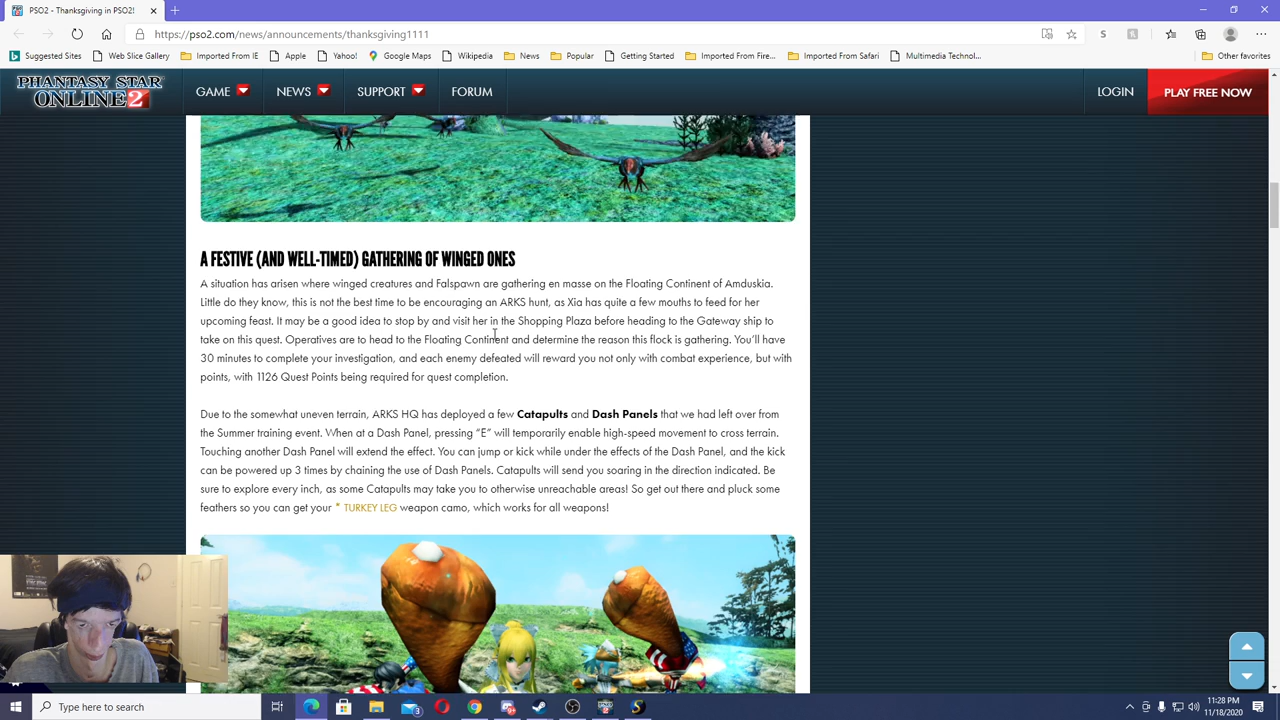 PSO2 - Thanksgiving in PSO2!
https://pso2.com/news/announcements/thanksgiving1111
Suggested Sites Web Slice Gallery Imported From IE Apple Yahoo! Google Maps Wikipedia News Popular Getting Started Imported From Fire... Imported From Safari Multimedia Technol... Other favorites
PHANTASY STAR
ONLINE 2
GAME NEWS SUPPORT FORUM LOGIN PLAY FREE NOW
A FESTIVE (AND WELL-TIMED) GATHERING OF WINGED ONES
A situation has arisen where winged creatures and Falspawn are gathering en masse on the Floating Continent of Amduskia.
Little do they know, this is not the best time to be encouraging an ARKS hunt, as Xia has quite a few mouths to feed for her
upcoming feast. It may be a good idea to stop by and visit her in the Shopping Plaza before heading to the Gateway ship to
take on this quest. Operatives are to head to the Floating Continent and determine the reason this flock is gathering. You'll have
30 minutes to complete your investigation, and each enemy defeated will reward you not only with combat experience, but with
points, with 1126 Quest Points being required for quest completion.
Due to the somewhat uneven terrain, ARKS HQ has deployed a few Catapults and Dash Panels that we had left over from
the Summer training event. When at a Dash Panel, pressing "E" will temporarily enable high-speed movement to cross terrain.
Touching another Dash Panel will extend the effect. You can jump or kick while under the effects of the Dash Panel, and the kick
can be powered up 3 times by chaining the use of Dash Panels. Catapults will send you soaring in the direction indicated. Be
sure to explore every inch, as some Catapults may take you to otherwise unreachable areas! So get out there and pluck some
feathers so you can get your * TURKEY LEG weapon camo, which works for all weapons!
Type here to search
11:28 PM
11/18/2020